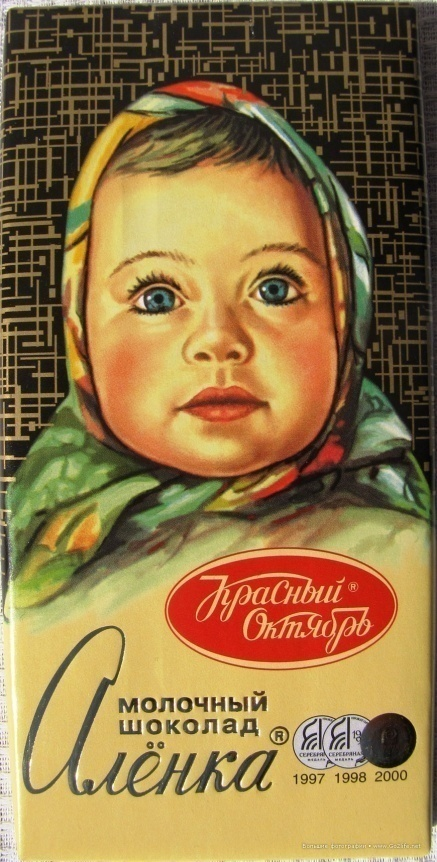 Красный ®
Октябрь
МОЛОЧНЫЙ
ШОКОЛАД
Алёнка ®
1997 1998 2000